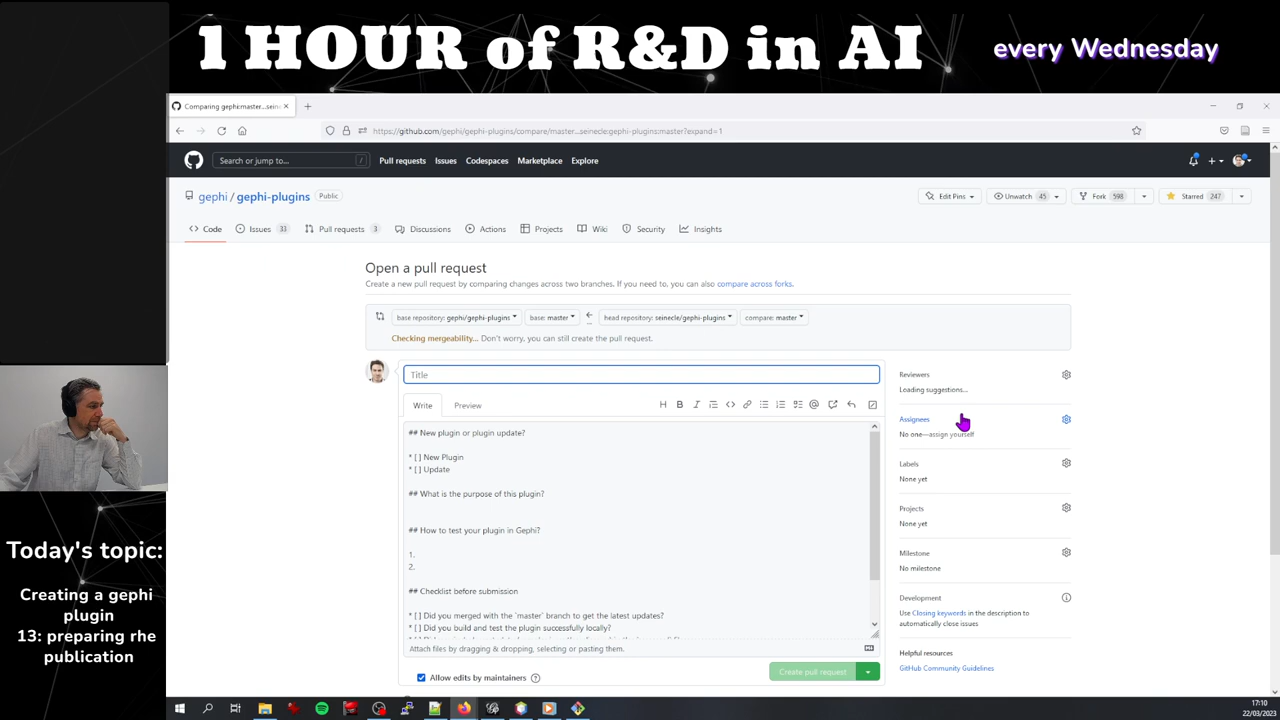 1 HOUR of R&D in AI
every Wednesday
Comparing gephi:master...sein
https://github.com/gephi/gephi-plugins/compare/master...seinecle:gephi-plugins:master?expand=1
Search or jump to... /
Pull requests Issues Codespaces Marketplace Explore
gephi / gephi-plugins Public
Edit Pins Unwatch 45 Fork 598 Starred 247
Code Issues 33 Pull requests 3 Discussions Actions Projects Wiki Security Insights
Open a pull request
Create a new pull request by comparing changes across two branches. If you need to, you can also compare across forks.
base repository: gephi/gephi-plugins base: master ← head repository: seinecle/gephi-plugins compare: master
Checking mergeability... Don't worry, you can still create the pull request.
Title
Write Preview
## New plugin or plugin update?
* [ ] New Plugin
* [ ] Update
## What is the purpose of this plugin?
## How to test your plugin in Gephi?
1.
2.
## Checklist before submission
* [ ] Did you merged with the `master` branch to get the latest updates?
* [ ] Did you build and test the plugin successfully locally?
Attach files by dragging & dropping, selecting or pasting them.
Create pull request
Allow edits by maintainers
Reviewers
Loading suggestions...
Assignees
No one—assign yourself
Labels
None yet
Projects
None yet
Milestone
No milestone
Development
Use Closing keywords in the description to
automatically close issues
Helpful resources
GitHub Community Guidelines
Today's topic:
Creating a gephi
plugin
13: preparing rhe
publication
17:10
22/03/2023